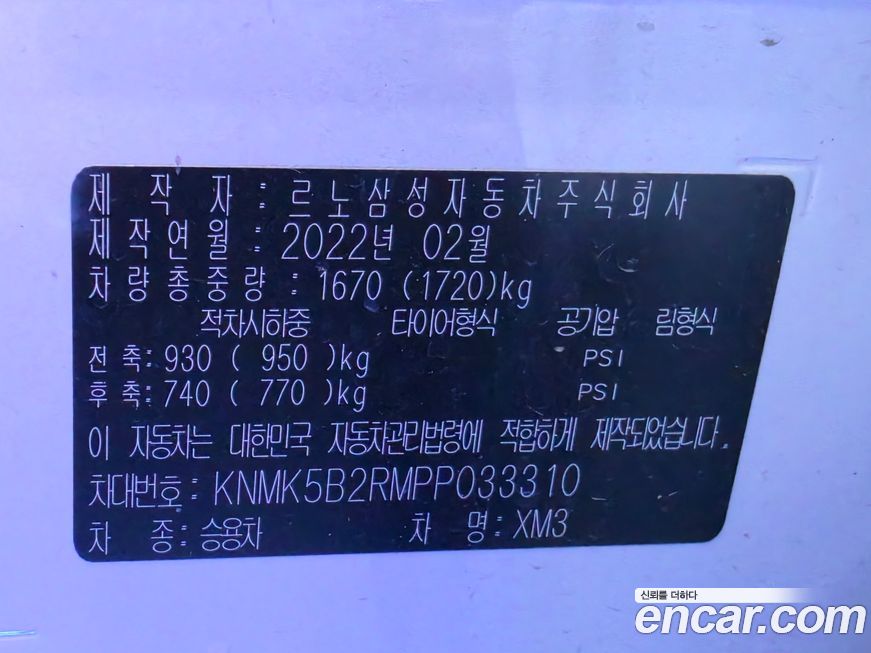 제 작 자 : 르노삼성자동차주식회사
제작연월 : 2022년 02월
차량총중량 : 1670 (1720)kg
적차시하중 타이어형식 공기압 림형식
전축: 930 ( 950)kg PSI
후축: 740 ( 770)kg PSI
이 자동차는 대한민국 자동차관리법령에 적합하게 제작되었습니다.
차대번호: KNMK5B2RMPP033310
차 종: 승용차 차 명: XM3
신뢰를 더하다
encar.com